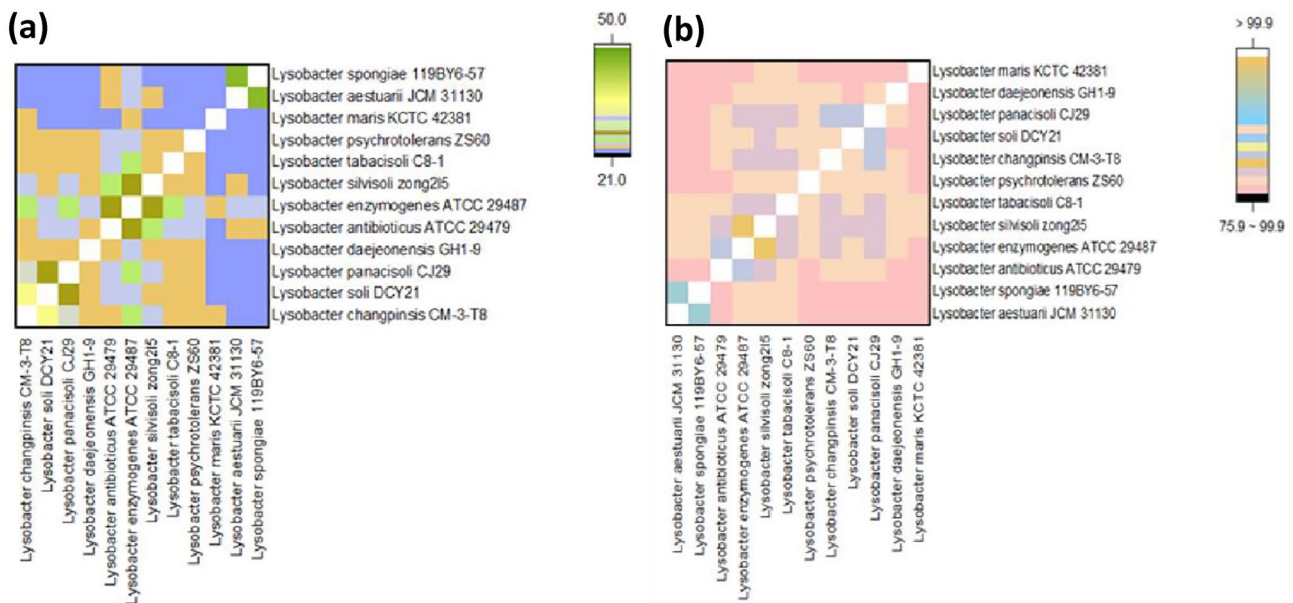 (a)
50.0
21.0
Lysobacter spongiae 119BY6-57
Lysobacter aestuarii JCM 31130
Lysobacter maris KCTC 42381
Lysobacter psychrotolerans ZS60
Lysobacter tabacisoli C8-1
Lysobacter silvisoli zong2l5
Lysobacter enzymogenes ATCC 29487
Lysobacter antibioticus ATCC 29479
Lysobacter daejeonensis GH1-9
Lysobacter panacisoli CJ29
Lysobacter soli DCY21
Lysobacter changpinsis CM-3-T8
Lysobacter changpinsis CM-3-T8
Lysobacter soli DCY21
Lysobacter panacisoli CJ29
Lysobacter daejeonensis GH1-9
Lysobacter antibioticus ATCC 29479
Lysobacter enzymogenes ATCC 29487
Lysobacter silvisoli zong2l5
Lysobacter tabacisoli C8-1
Lysobacter psychrotolerans ZS60
Lysobacter maris KCTC 42381
Lysobacter aestuarii JCM 31130
Lysobacter spongiae 119BY6-57
(b)
> 99.9
75.9 ~ 99.9
Lysobacter maris KCTC 42381
Lysobacter daejeonensis GH1-9
Lysobacter panacisoli CJ29
Lysobacter soli DCY21
Lysobacter changpinsis CM-3-T8
Lysobacter psychrotolerans ZS60
Lysobacter tabacisoli C8-1
Lysobacter silvisoli zong2l5
Lysobacter enzymogenes ATCC 29487
Lysobacter antibioticus ATCC 29479
Lysobacter spongiae 119BY6-57
Lysobacter aestuarii JCM 31130
Lysobacter aestuarii JCM 31130
Lysobacter spongiae 119BY6-57
Lysobacter antibioticus ATCC 29479
Lysobacter enzymogenes ATCC 29487
Lysobacter silvisoli zong2l5
Lysobacter tabacisoli C8-1
Lysobacter psychrotolerans ZS60
Lysobacter changpinsis CM-3-T8
Lysobacter soli DCY21
Lysobacter panacisoli CJ29
Lysobacter daejeonensis GH1-9
Lysobacter maris KCTC 42381